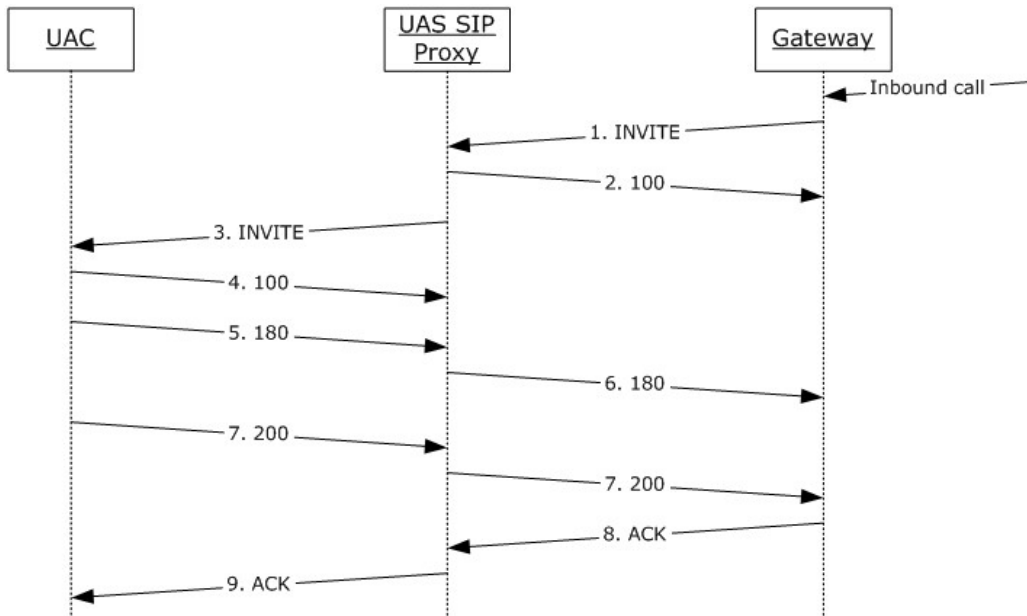 UAC
UAS SIP
Proxy
Gateway
Inbound call
1. INVITE
2. 100
3. INVITE
4. 100
5. 180
6. 180
7. 200
7. 200
8. ACK
9. ACK